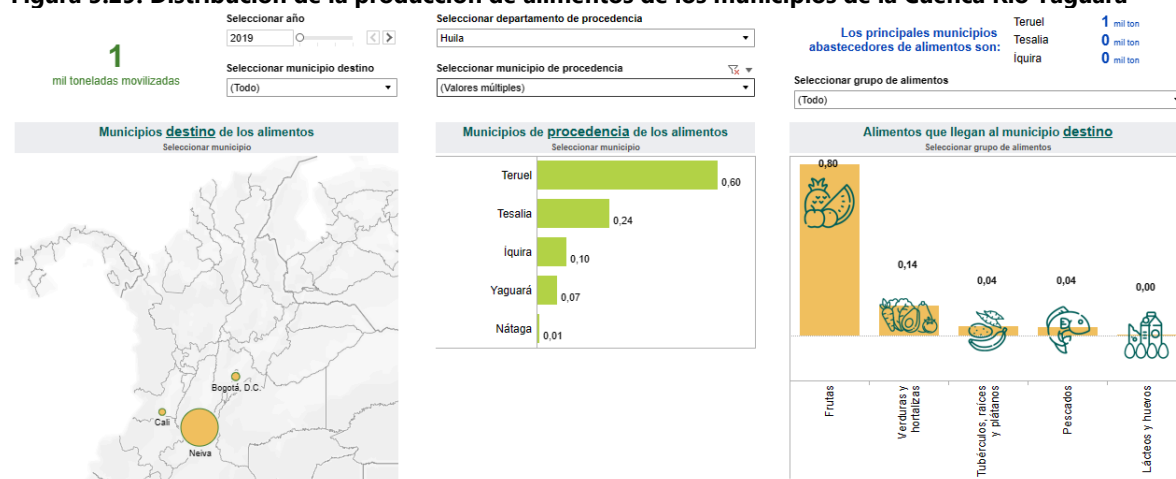 Figura 5.29. Distribución de la producción de alimentos de los municipios de la Cuenca Río Yaguará
1
mil toneladas movilizadas
Seleccionar año
2019
Seleccionar municipio destino
(Todo)
Seleccionar departamento de procedencia
Huila
Seleccionar municipio de procedencia
(Valores múltiples)
Los principales municipios
abastecedores de alimentos son:
Teruel 1 mil ton
Tesalia 0 mil ton
Íquira 0 mil ton
Seleccionar grupo de alimentos
(Todo)
Municipios destino de los alimentos
Seleccionar municipio
Bogotá, D.C.
Cali
Neiva
Municipios de procedencia de los alimentos
Seleccionar municipio
Teruel 0,60
Tesalia 0,24
Íquira 0,10
Yaguará 0,07
Nátaga 0,01
Alimentos que llegan al municipio destino
Seleccionar grupo de alimentos
0,80
0,14
0,04
0,04
0,00
Frutas
Verduras y
hortalizas
Tubérculos, raíces
y plátanos
Pescados
Lácteos y huevos